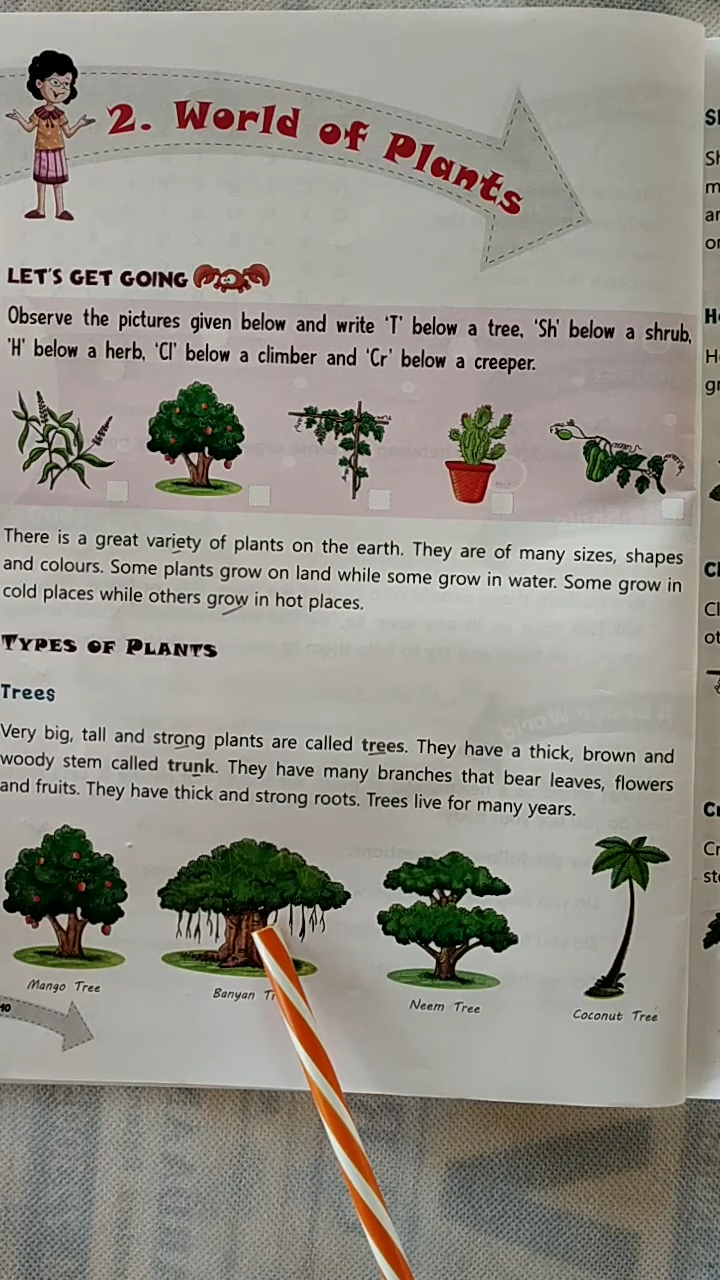 2. World of Plants
LET'S GET GOING
Observe the pictures given below and write 'T' below a tree, 'Sh' below a shrub,
'H' below a herb, 'Cl' below a climber and 'Cr' below a creeper.
There is a great variety of plants on the earth. They are of many sizes, shapes
and colours. Some plants grow on land while some grow in water. Some grow in
cold places while others grow in hot places.
TYPES OF PLANTS
Trees
Very big, tall and strong plants are called trees. They have a thick, brown and
woody stem called trunk. They have many branches that bear leaves, flowers
and fruits. They have thick and strong roots. Trees live for many years.
Mango Tree
Banyan
Neem Tree
Coconut Tree
10